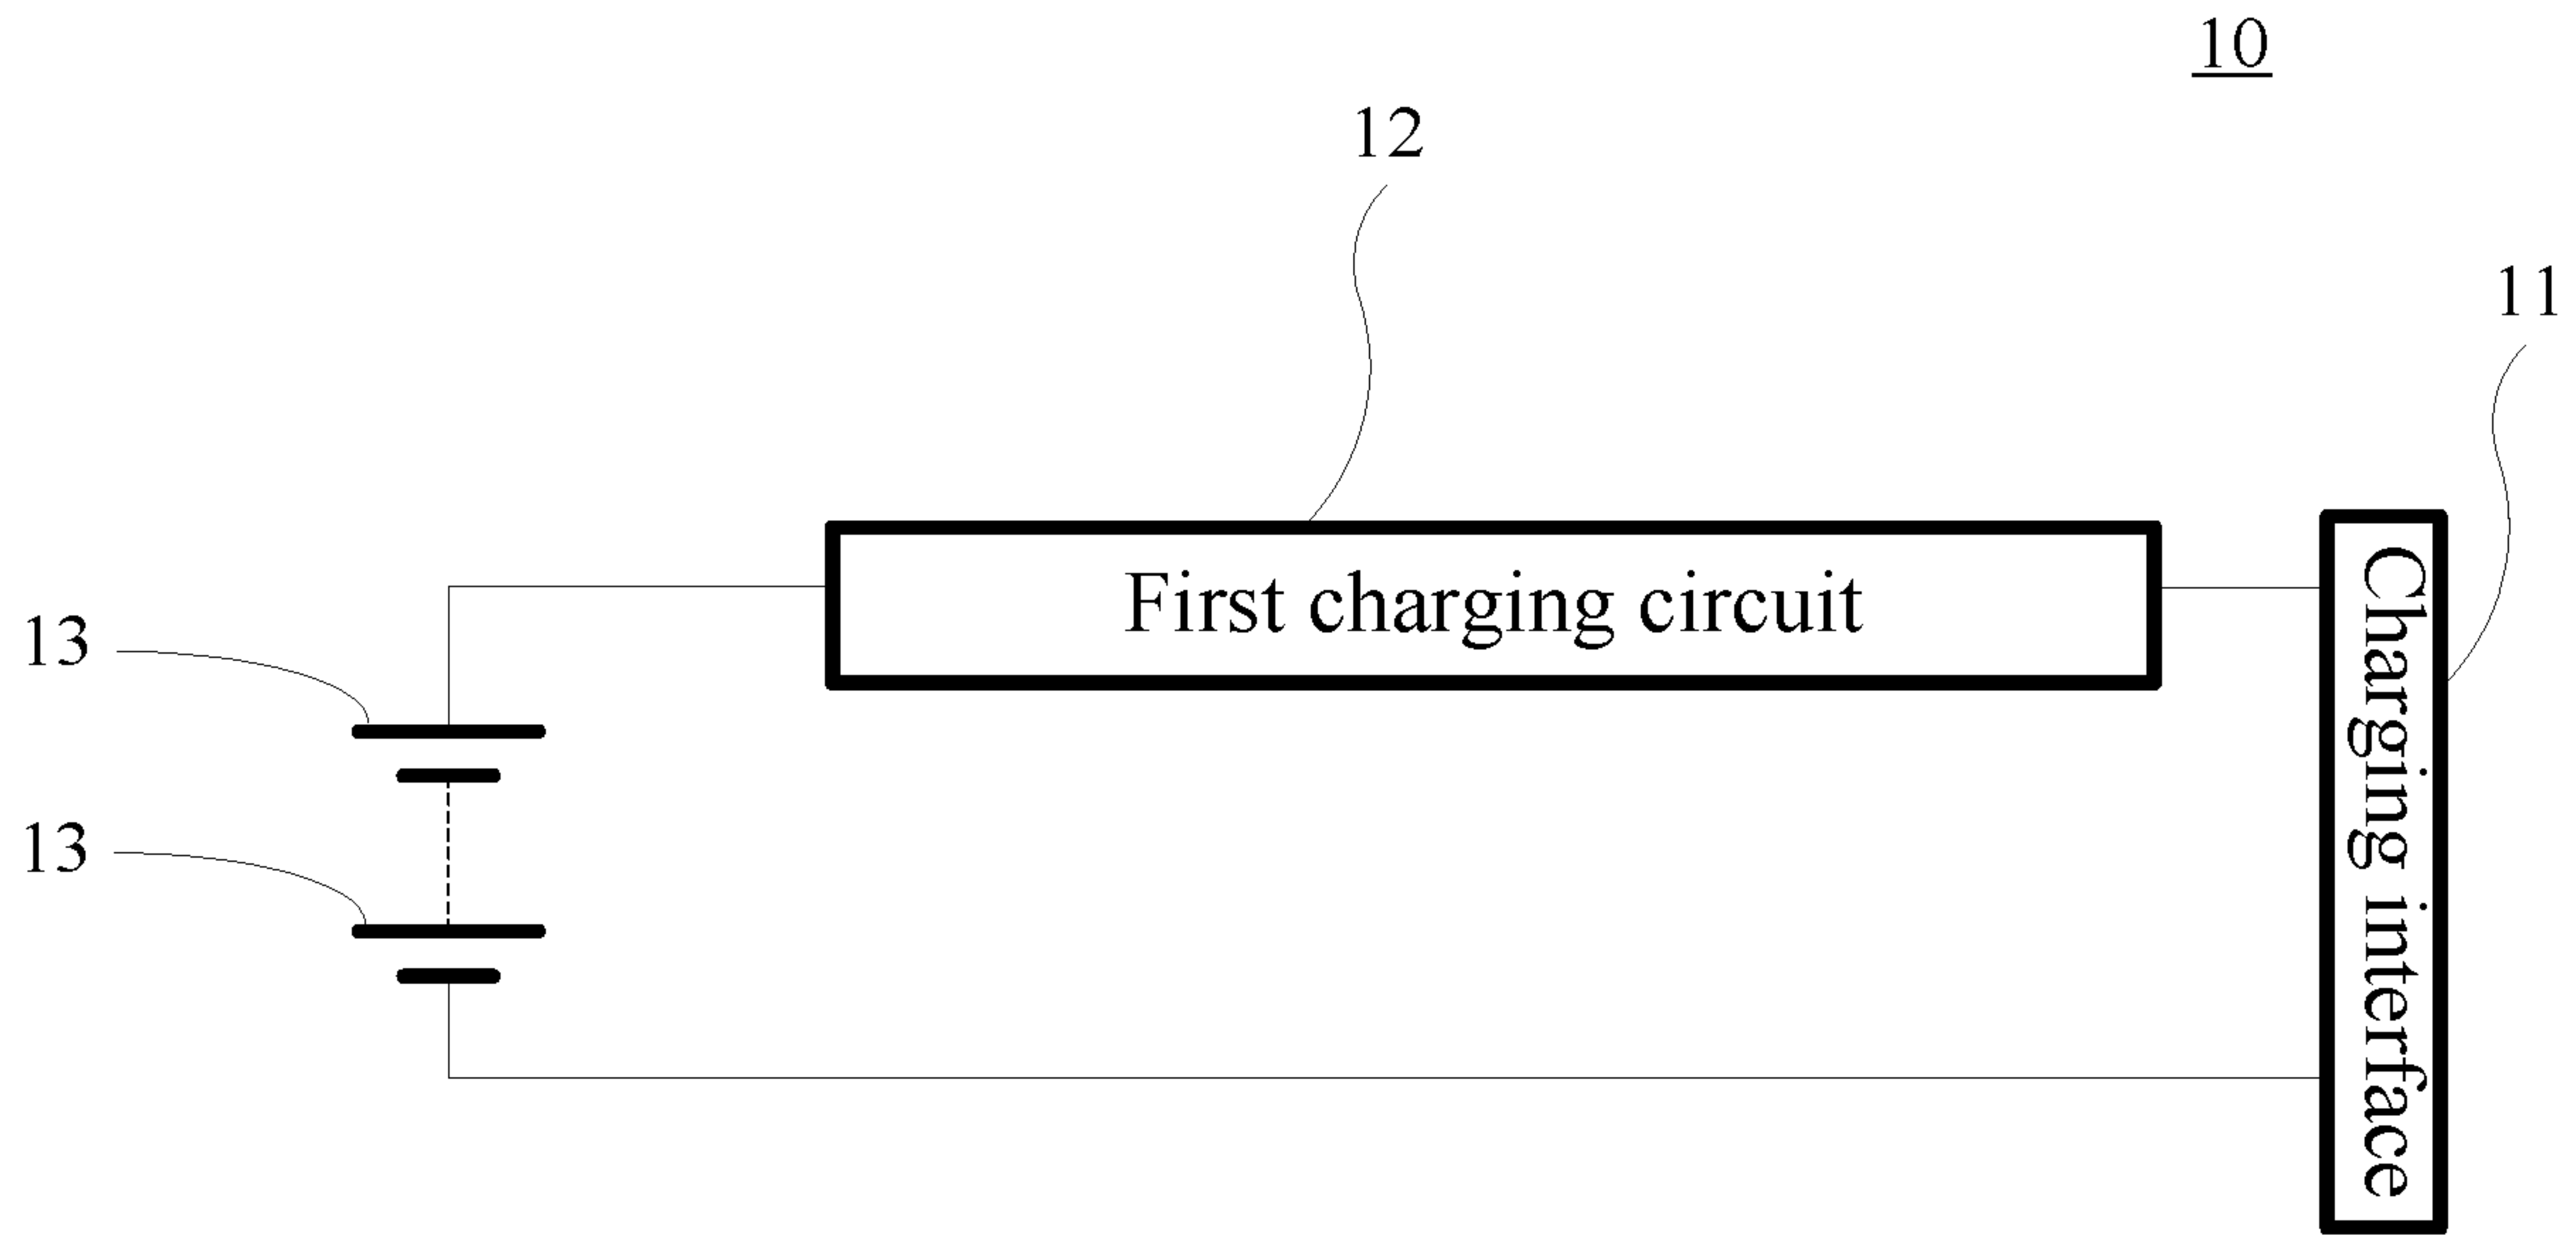 10
12
11
First charging circuit
Charging interface
13
13